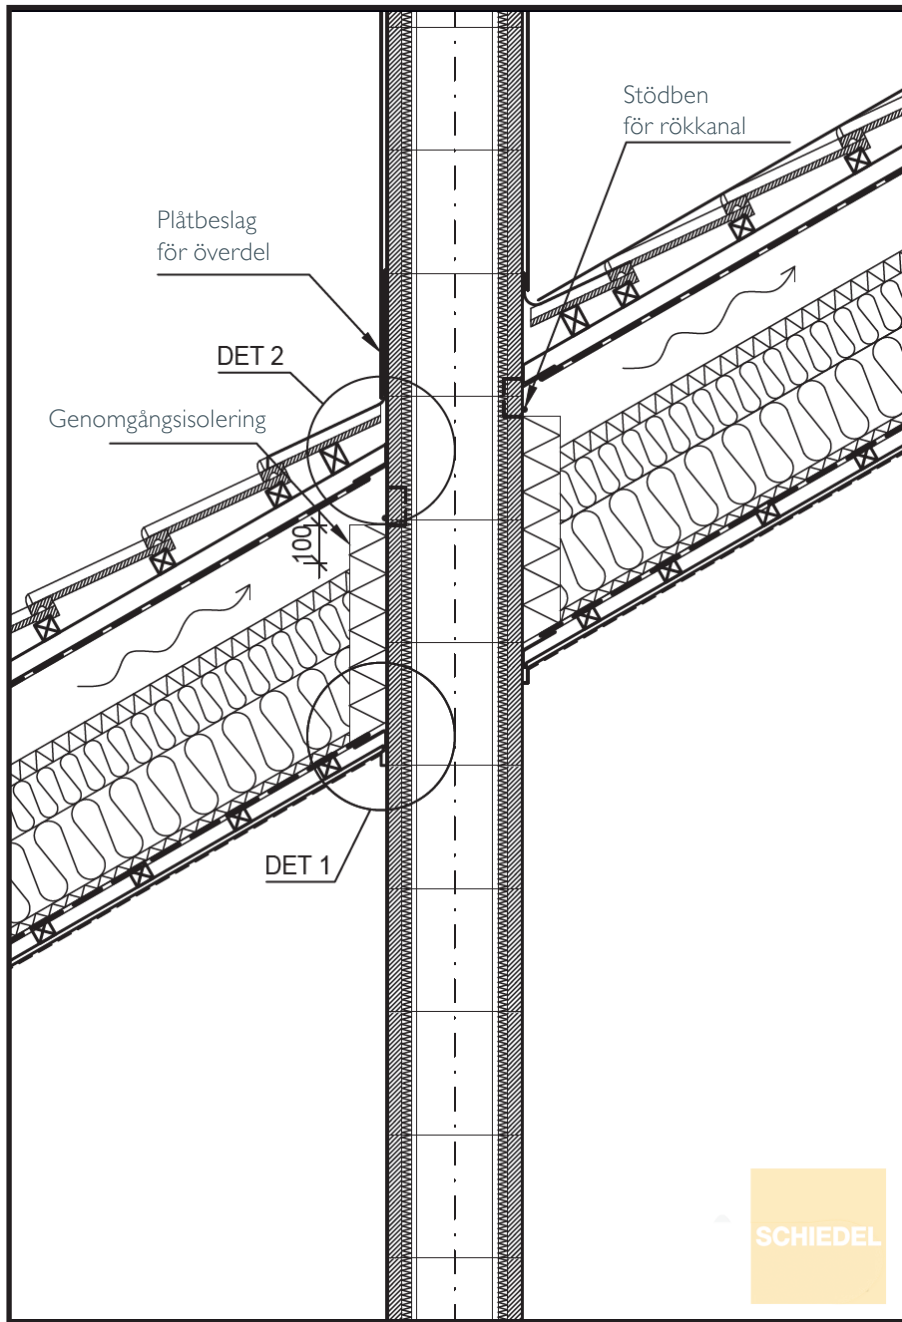 Stödben
för rökkanal
Plåtbeslag
för överdel
DET 2
Genomgångsisolering
100
DET 1
SCHIEDEL